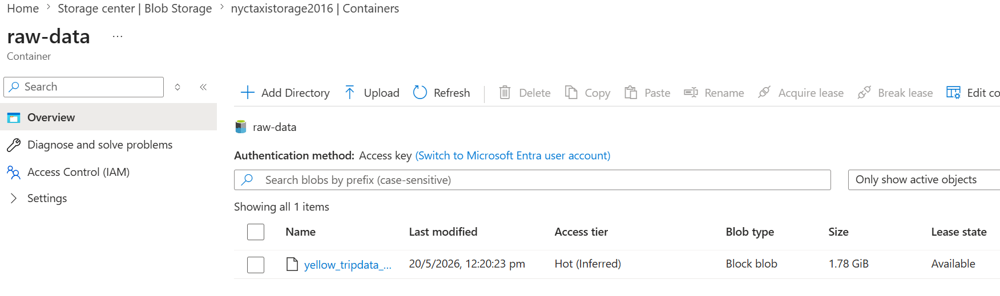 Home > Storage center | Blob Storage > nyctaxistorage2016 | Containers
raw-data ...
Container
Search
Overview
Diagnose and solve problems
Access Control (IAM)
Settings
Add Directory Upload Refresh Delete Copy Paste Rename Acquire lease Break lease Edit co
raw-data
Authentication method: Access key (Switch to Microsoft Entra user account)
Search blobs by prefix (case-sensitive) Only show active objects
Showing all 1 items
Name Last modified Access tier Blob type Size Lease state
yellow_tripdata_... 20/5/2026, 12:20:23 pm Hot (Inferred) Block blob 1.78 GiB Available